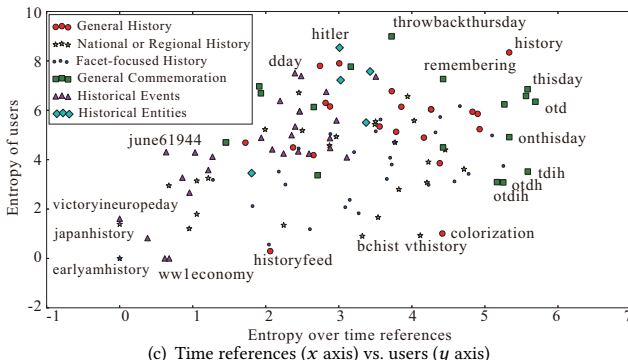 10
8
6
4
2
0
-2
Entropy of users
General History
National or Regional History
Facet-focused History
General Commemoration
Historical Events
Historical Entities
throwbackthursday
hitler
history
dday
remembering
thisday
otd
june61944
onthisday
tdih
otdh
otdih
victoryineuropeday
japanhistory
colorization
bchist vthistory
historyfeed
earlyamhistory
ww1economy
-1 0 1 2 3 4 5 6 7
Entropy over time references
(c) Time references (x axis) vs. users (y axis)